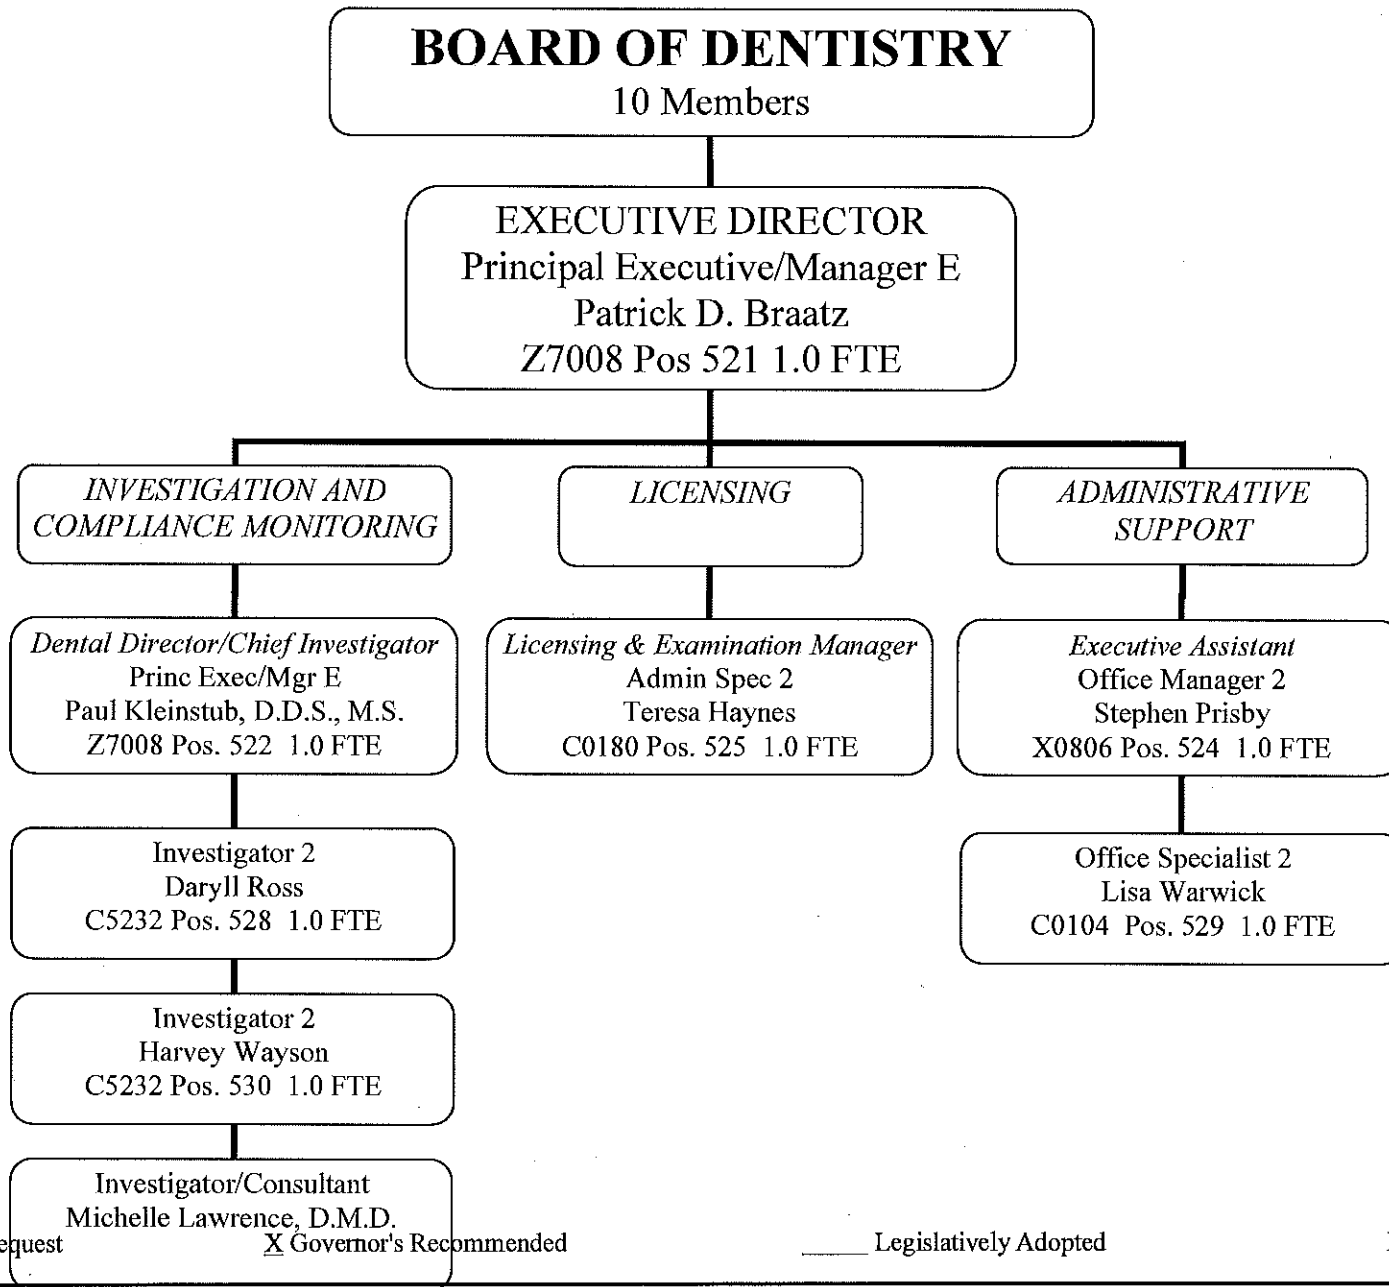 BOARD OF DENTISTRY
10 Members
EXECUTIVE DIRECTOR
Principal Executive/Manager E
Patrick D. Braatz
Z7008 Pos 521 1.0 FTE
INVESTIGATION AND
COMPLIANCE MONITORING
Dental Director/Chief Investigator
Princ Exec/Mgr E
Paul Kleinstub, D.D.S., M.S.
Z7008 Pos. 522 1.0 FTE
Investigator 2
Daryll Ross
C5232 Pos. 528 1.0 FTE
Investigator 2
Harvey Wayson
C5232 Pos. 530 1.0 FTE
Investigator/Consultant
Michelle Lawrence, D.M.D.
LICENSING
Licensing & Examination Manager
Admin Spec 2
Teresa Haynes
C0180 Pos. 525 1.0 FTE
ADMINISTRATIVE
SUPPORT
Executive Assistant
Office Manager 2
Stephen Prisby
X0806 Pos. 524 1.0 FTE
Office Specialist 2
Lisa Warwick
C0104 Pos. 529 1.0 FTE
equest X Governor's Recommended _____ Legislatively Adopted